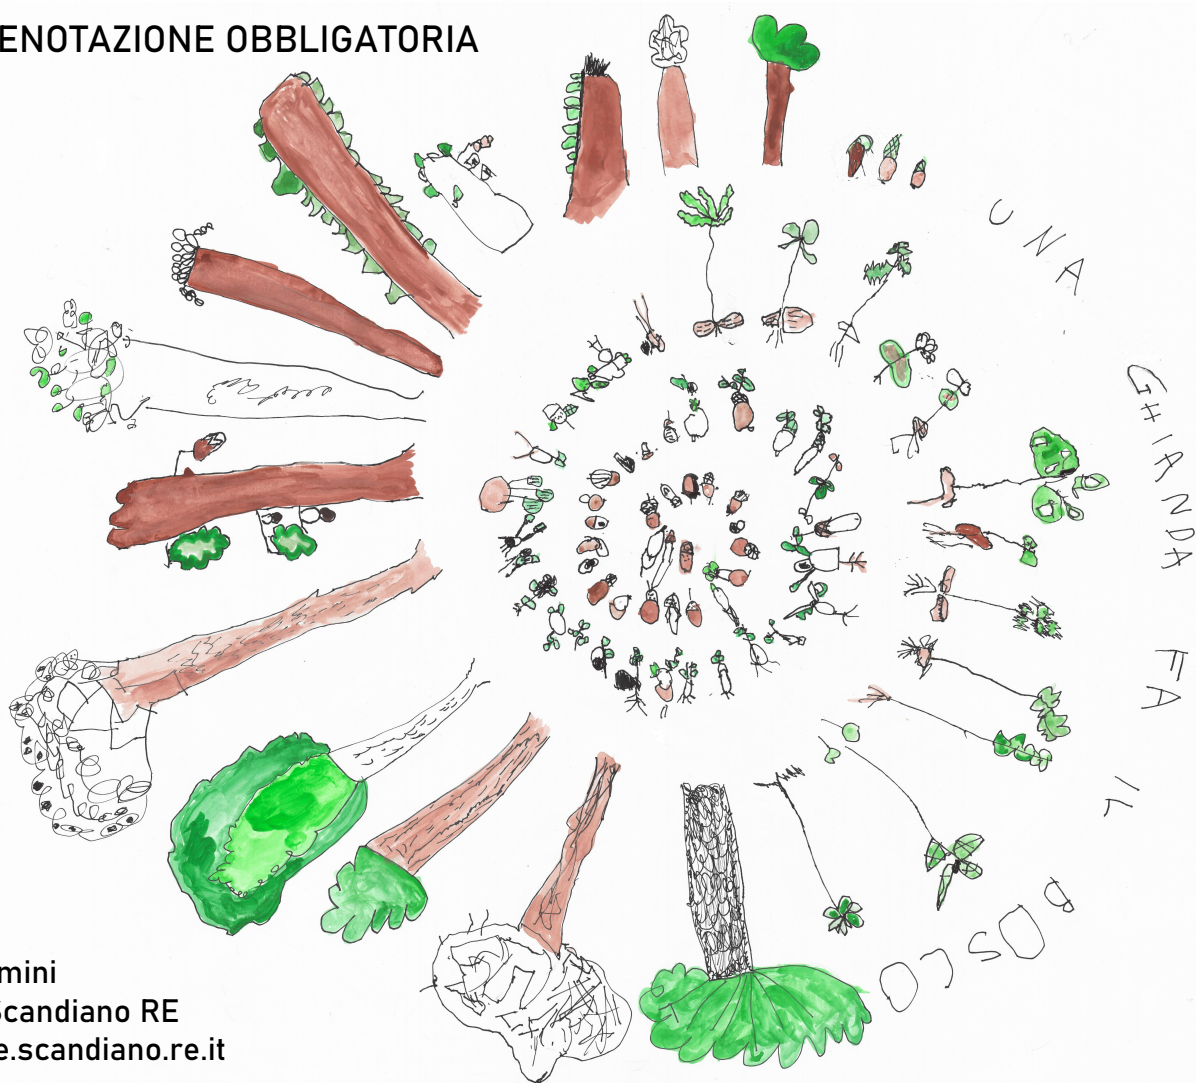 ENOTAZIONE OBBLIGATORIA
UNA
GHIANDA
FA
IL
BOSCO
mini
Scandiano RE
e.scandiano.re.it